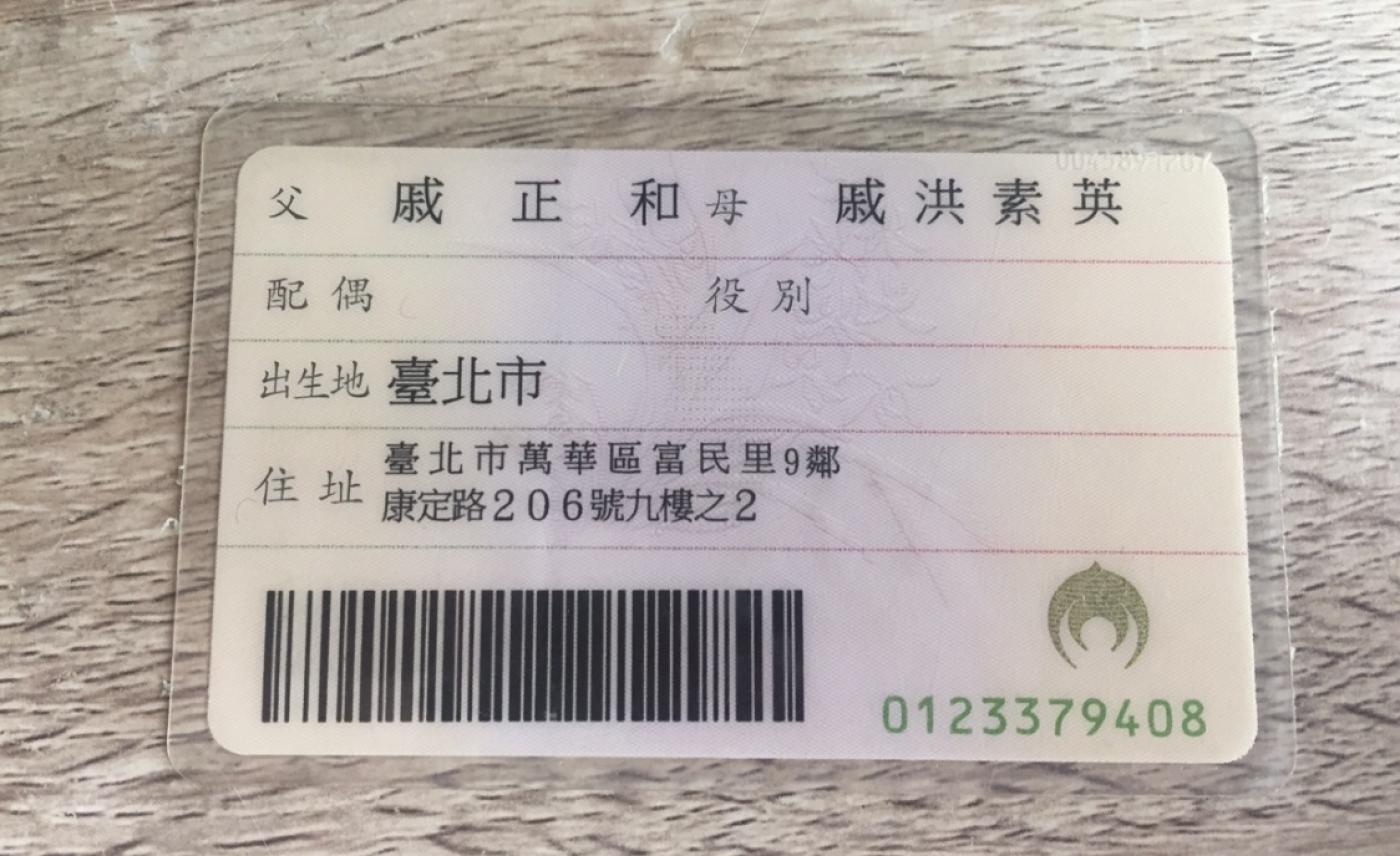 父 戚正和 母 戚洪素英
配偶 役別
出生地 臺北市
住址 臺北市萬華區富民里9鄰
康定路206號九樓之2
0123379408